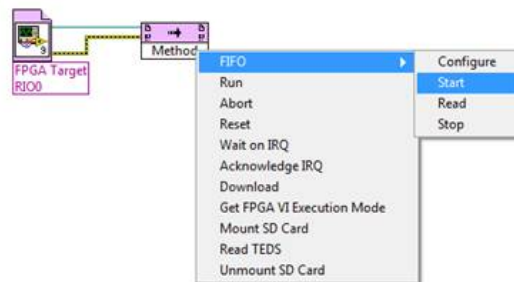 9
FPGA Target
RIO0
Method
FIFO
Run
Abort
Reset
Wait on IRQ
Acknowledge IRQ
Download
Get FPGA VI Execution Mode
Mount SD Card
Read TEDS
Unmount SD Card
Configure
Start
Read
Stop